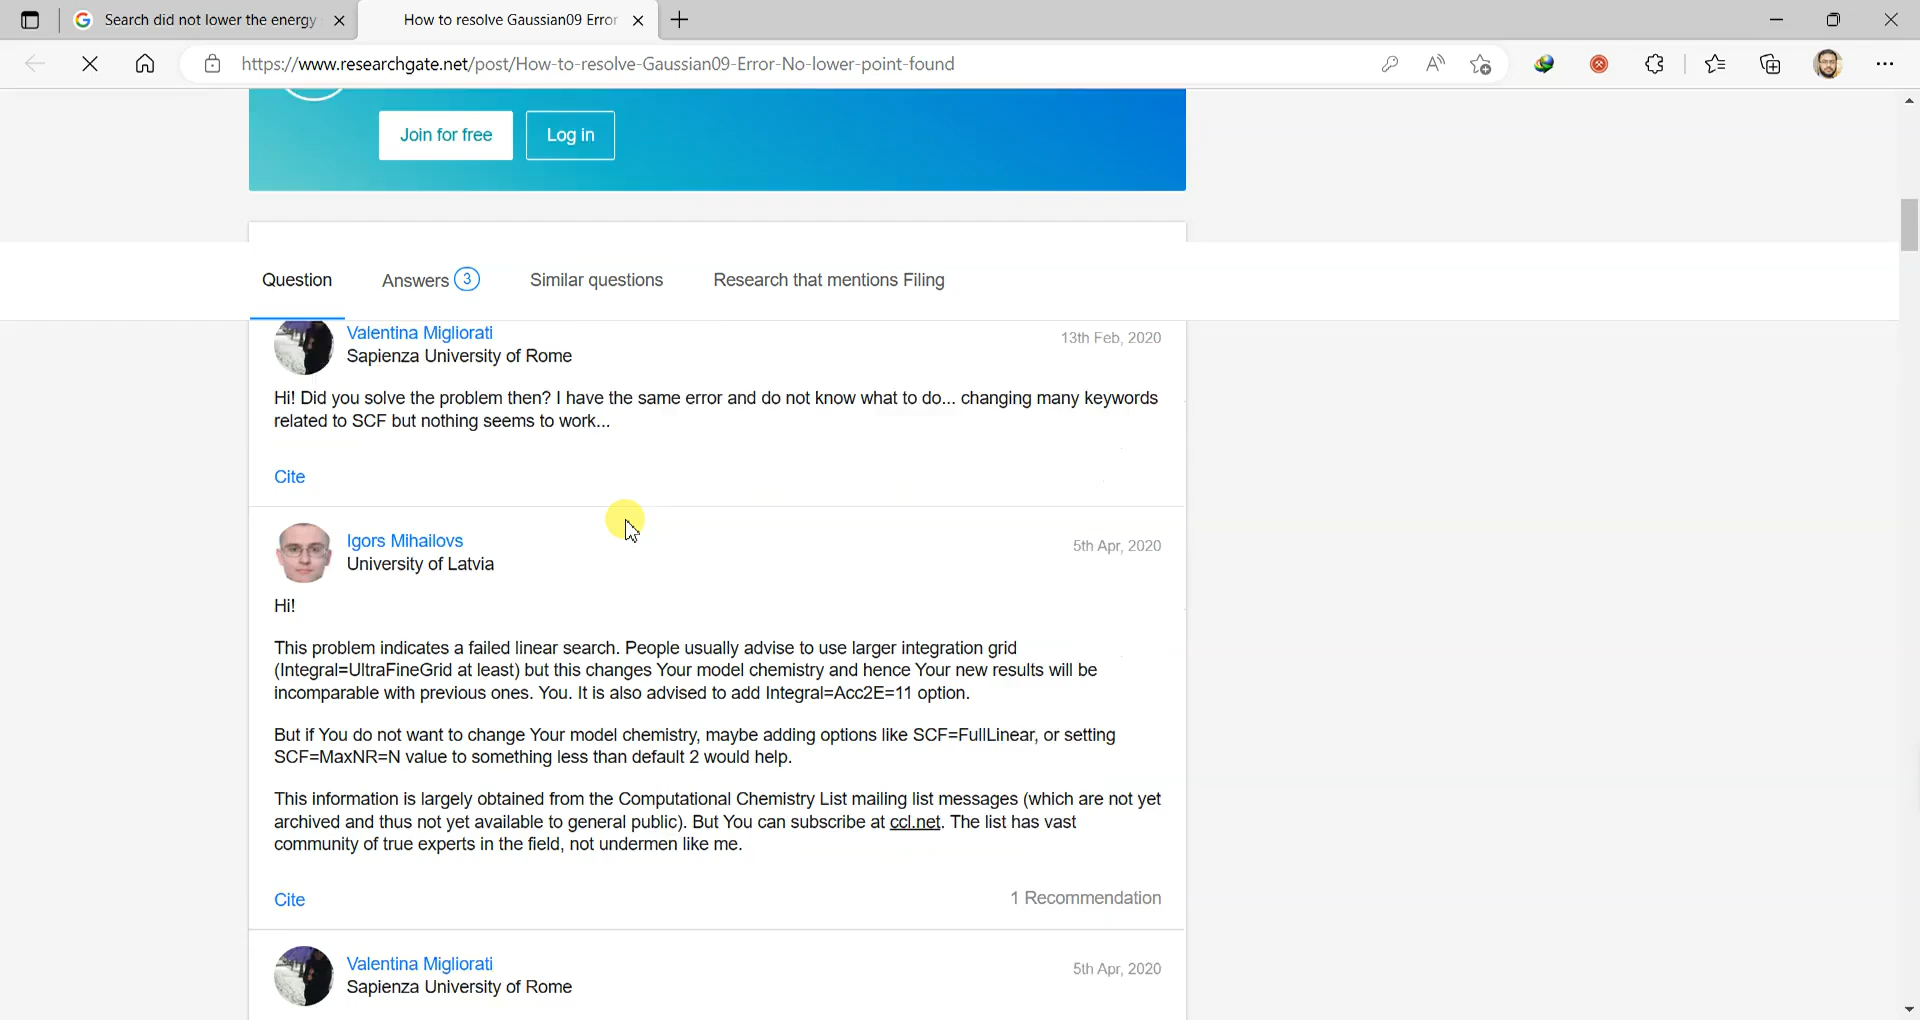 Search did not lower the energy
How to resolve Gaussian09 Error
https://www.researchgate.net/post/How-to-resolve-Gaussian09-Error-No-lower-point-found
Join for free
Log in
Question
Answers 3
Similar questions
Research that mentions Filing
Valentina Migliorati
13th Feb, 2020
Sapienza University of Rome
Hi! Did you solve the problem then? I have the same error and do not know what to do... changing many keywords
related to SCF but nothing seems to work...
Cite
Igors Mihailovs
5th Apr, 2020
University of Latvia
Hi!
This problem indicates a failed linear search. People usually advise to use larger integration grid
(Integral=UltraFineGrid at least) but this changes Your model chemistry and hence Your new results will be
incomparable with previous ones. You. It is also advised to add Integral=Acc2E=11 option.
But if You do not want to change Your model chemistry, maybe adding options like SCF=FullLinear, or setting
SCF=MaxNR=N value to something less than default 2 would help.
This information is largely obtained from the Computational Chemistry List mailing list messages (which are not yet
archived and thus not yet available to general public). But You can subscribe at ccl.net. The list has vast
community of true experts in the field, not undermen like me.
Cite
1 Recommendation
Valentina Migliorati
5th Apr, 2020
Sapienza University of Rome